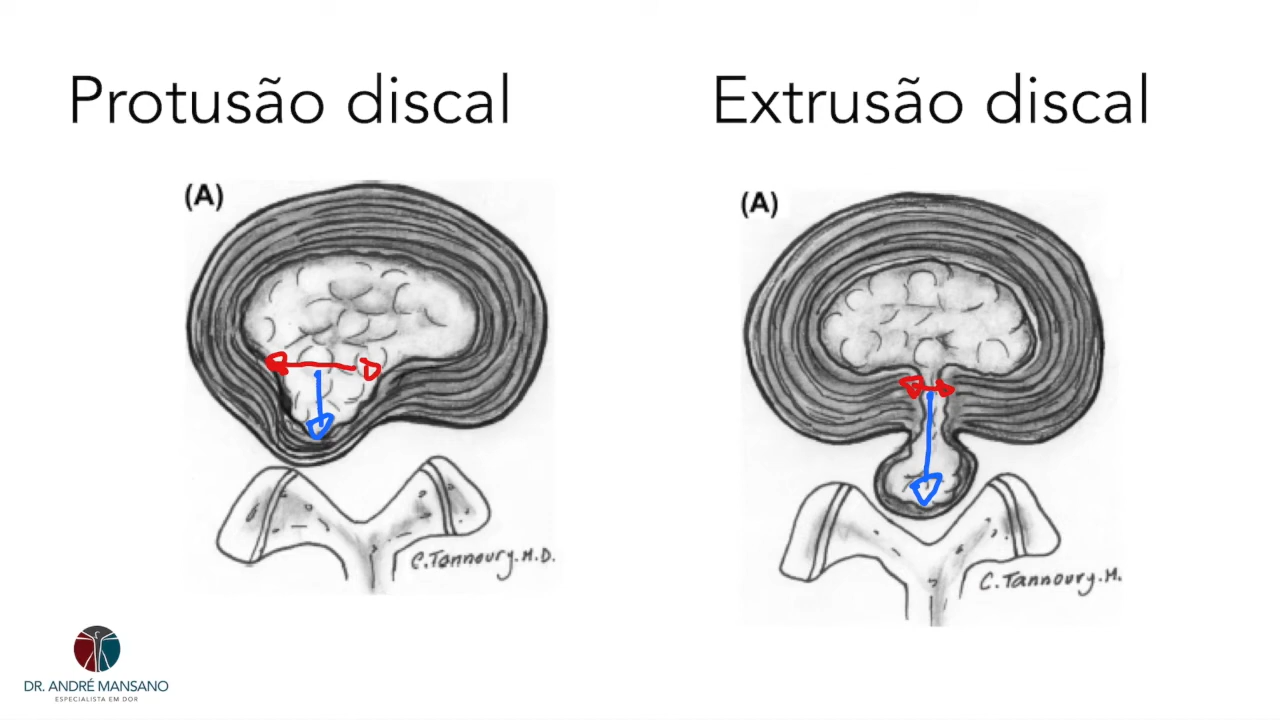 Protusão discal
Extrusão discal
(A)
(A)
C.Tannoury.M.D.
C.Tannoury.M.
DR. ANDRÉ MANSANO
ESPECIALISTA EM DOR